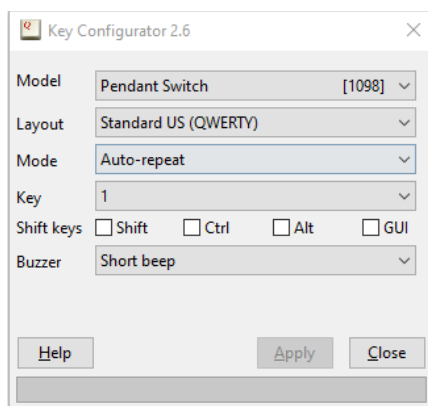 Key Configurator 2.6
Model Pendant Switch [1098]
Layout Standard US (QWERTY)
Mode Auto-repeat
Key 1
Shift keys Shift Ctrl Alt GUI
Buzzer Short beep
Help Apply Close